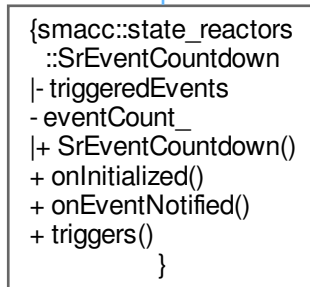 {smacc::state_reactors
::SrEventCountdown
|- triggeredEvents
- eventCount_
|+ SrEventCountdown()
+ onInitialized()
+ onEventNotified()
+ triggers()
}